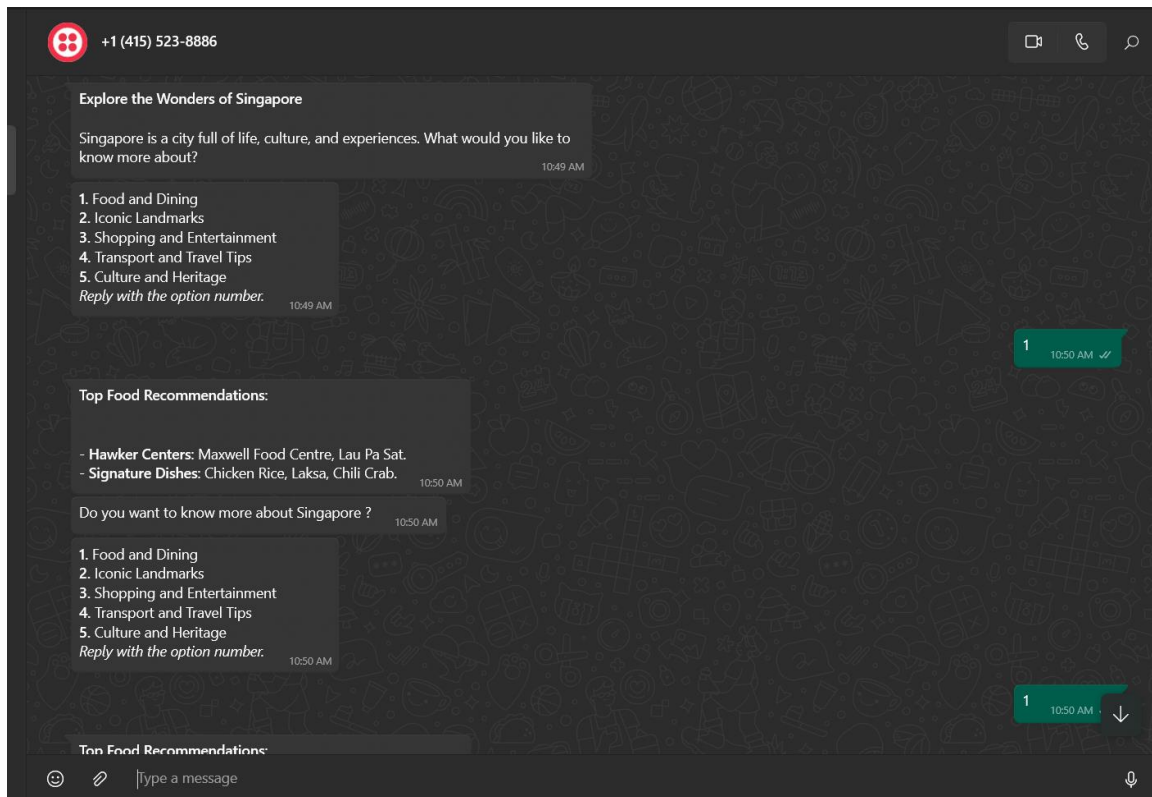 +1 (415) 523-8886
Explore the Wonders of Singapore
Singapore is a city full of life, culture, and experiences. What would you like to
know more about?
10:49 AM
1. Food and Dining
2. Iconic Landmarks
3. Shopping and Entertainment
4. Transport and Travel Tips
5. Culture and Heritage
Reply with the option number.
10:49 AM
1
10:50 AM
Top Food Recommendations:
- Hawker Centers: Maxwell Food Centre, Lau Pa Sat.
- Signature Dishes: Chicken Rice, Laksa, Chili Crab.
10:50 AM
Do you want to know more about Singapore ?
10:50 AM
1. Food and Dining
2. Iconic Landmarks
3. Shopping and Entertainment
4. Transport and Travel Tips
5. Culture and Heritage
Reply with the option number.
10:50 AM
1
10:50 AM
Top Food Recommendations:
Type a message